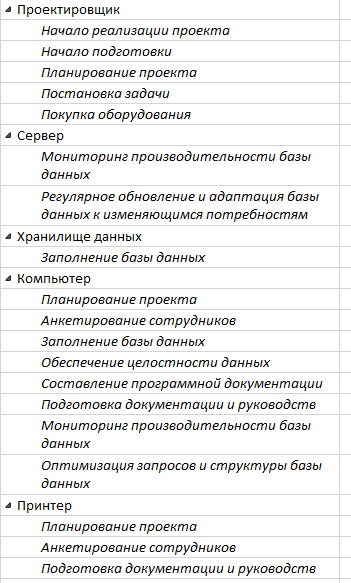 Проектировщик
Начало реализации проекта
Начало подготовки
Планирование проекта
Постановка задачи
Покупка оборудования
Сервер
Мониторинг производительности базы
данных
Регулярное обновление и адаптация базы
данных к изменяющимся потребностям
Хранилище данных
Заполнение базы данных
Компьютер
Планирование проекта
Анкетирование сотрудников
Заполнение базы данных
Обеспечение целостности данных
Составление программной документации
Подготовка документации и руководств
Мониторинг производительности базы
данных
Оптимизация запросов и структуры базы
данных
Принтер
Планирование проекта
Анкетирование сотрудников
Подготовка документации и руководств